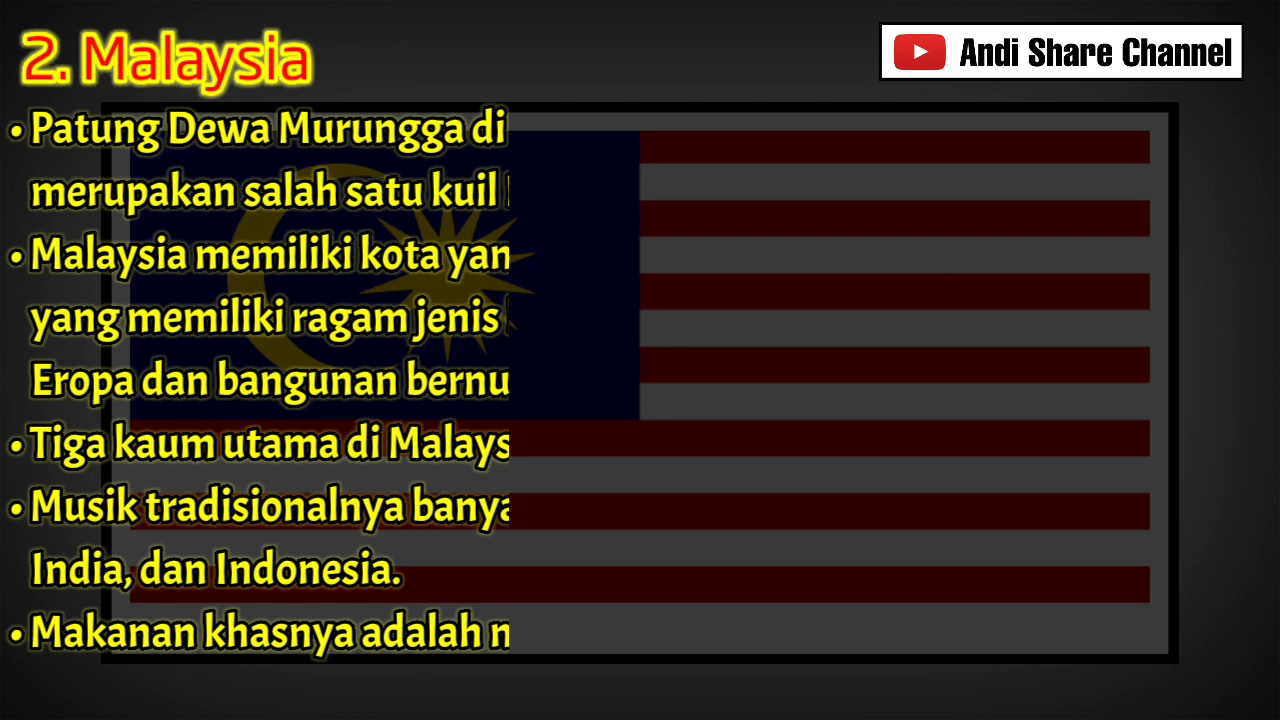 2. Malaysia
Andi Share Channel
• Patung Dewa Murungga di
merupakan salah satu kuil
• Malaysia memiliki kota yan
yang memiliki ragam jenis
Eropa dan bangunan bernu
• Tiga kaum utama di Malays
• Musik tradisionalnya banya
India, dan Indonesia.
• Makanan khasnya adalah